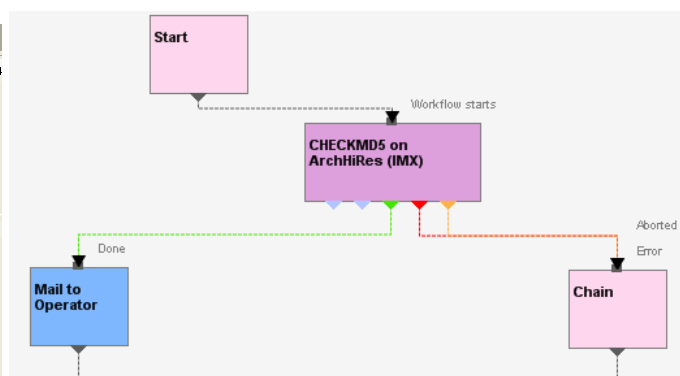 Start
Workflow starts
CHECKMD5 on
ArchHiRes (IMX)
Aborted
Done
Error
Mail to
Operator
Chain